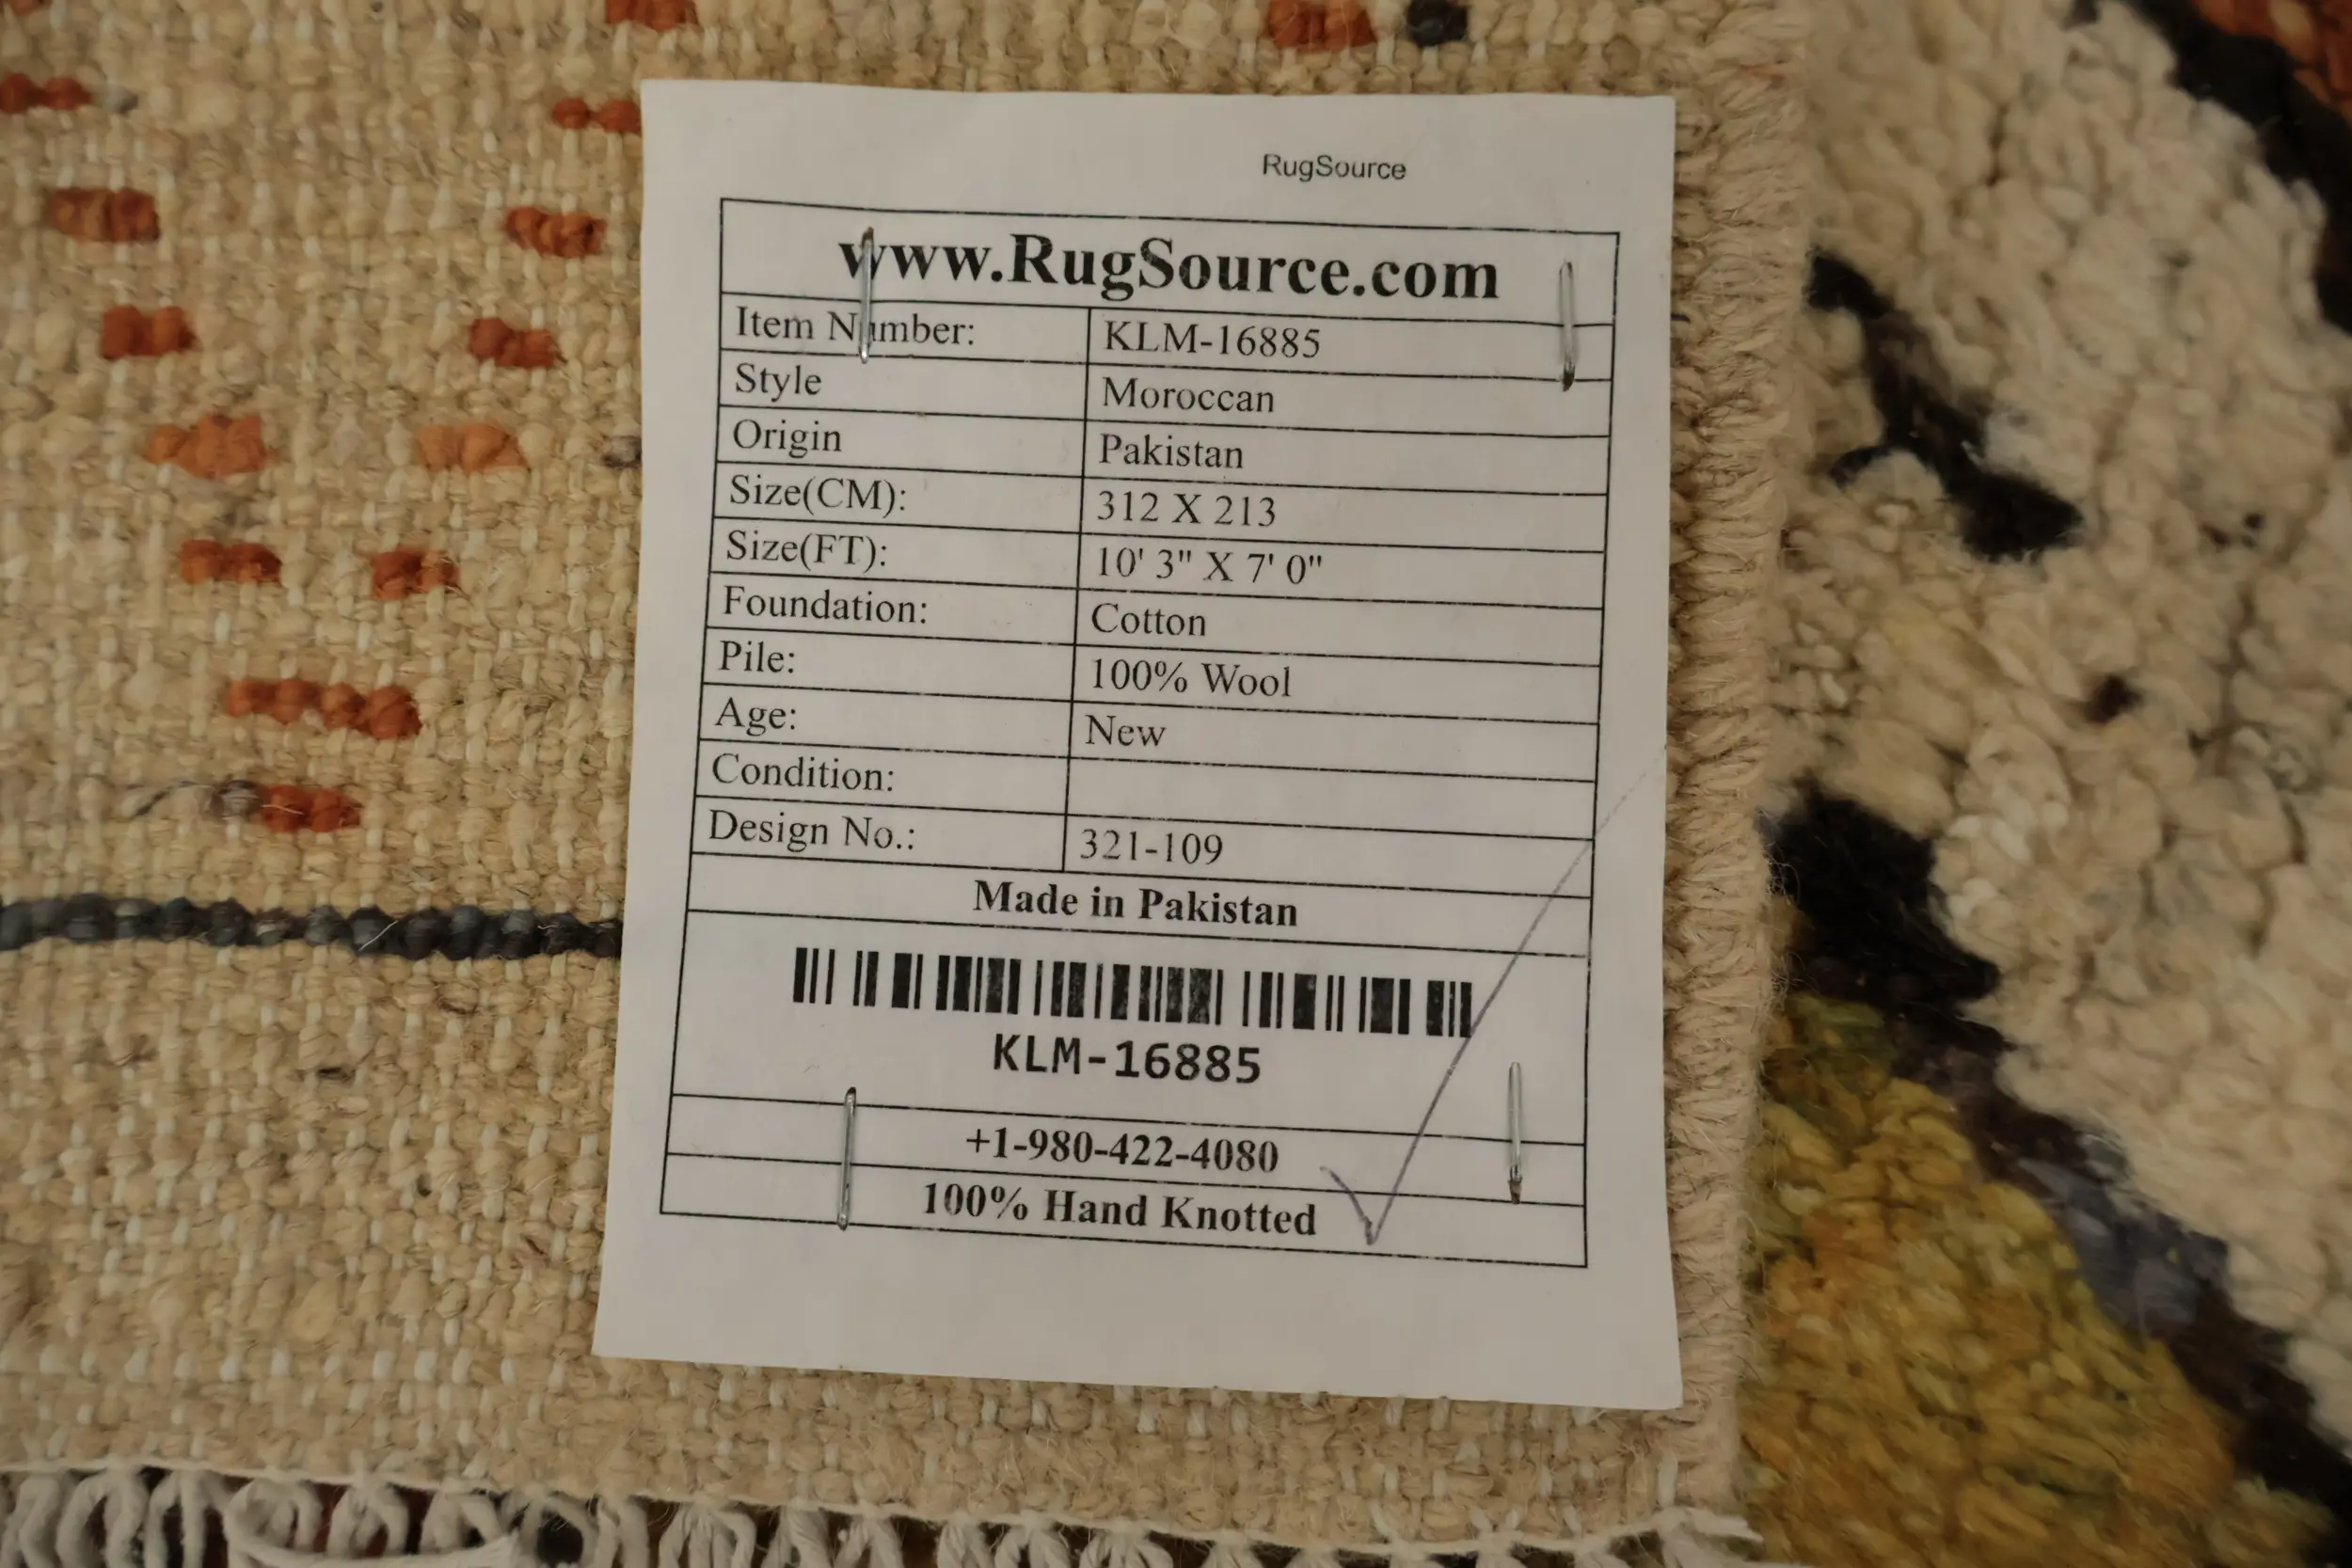 RugSource
www.RugSource.com
Item Number: KLM-16885
Style Moroccan
Origin Pakistan
Size(CM): 312 X 213
Size(FT): 10' 3" X 7' 0"
Foundation: Cotton
Pile: 100% Wool
Age: New
Condition:
Design No.: 321-109
Made in Pakistan
KLM-16885
+1-980-422-4080
100% Hand Knotted